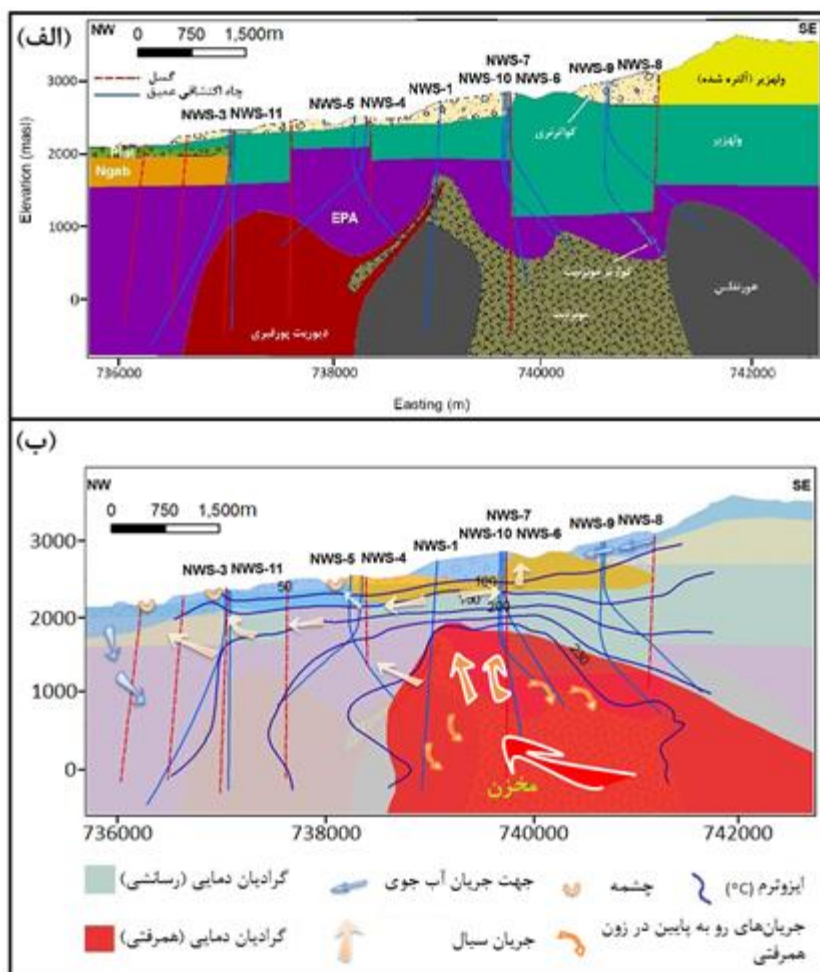 (الف)
NW
SE
0 750 1,500m
گسل
چاه اکتشافی عمیق
NWS-3 NWS-11 NWS-5 NWS-4 NWS-1 NWS-7
NWS-10 NWS-6 NWS-9 NWS-8
ولهزیر (آلتره شده)
کواترنری
ولهزیر
Ngab
EPA
کوارتز مونزنیت
دیوریت پورفیری
مونزنیت
هورنفلس
Elevation (masl)
3000
2000
1000
0
736000 738000 740000 742000
Easting (m)
(ب)
NW
SE
0 750 1,500m
NWS-3 NWS-11 NWS-5 NWS-4 NWS-1 NWS-7
NWS-10 NWS-6 NWS-9 NWS-8
50
100
200
230
3000
2000
1000
0
مخزن
736000 738000 740000 742000
ایزوترم (°C)
چشمه
جهت جریان آب جوی
گرادیان دمایی (رسانشی)
جریان‌های رو به پایین در زون
همرفتی
جریان سیال
گرادیان دمایی (همرفتی)